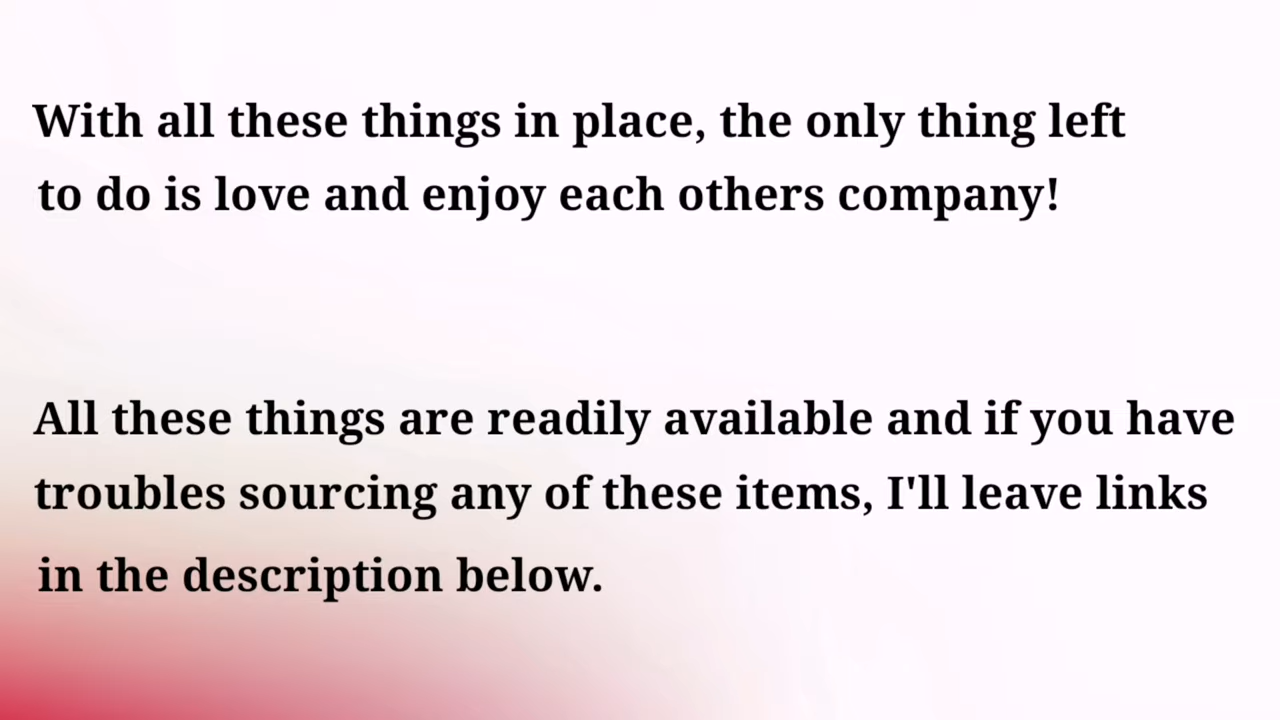 With all these things in place, the only thing left
to do is love and enjoy each others company!
All these things are readily available and if you have
troubles sourcing any of these items, I'll leave links
in the description below.